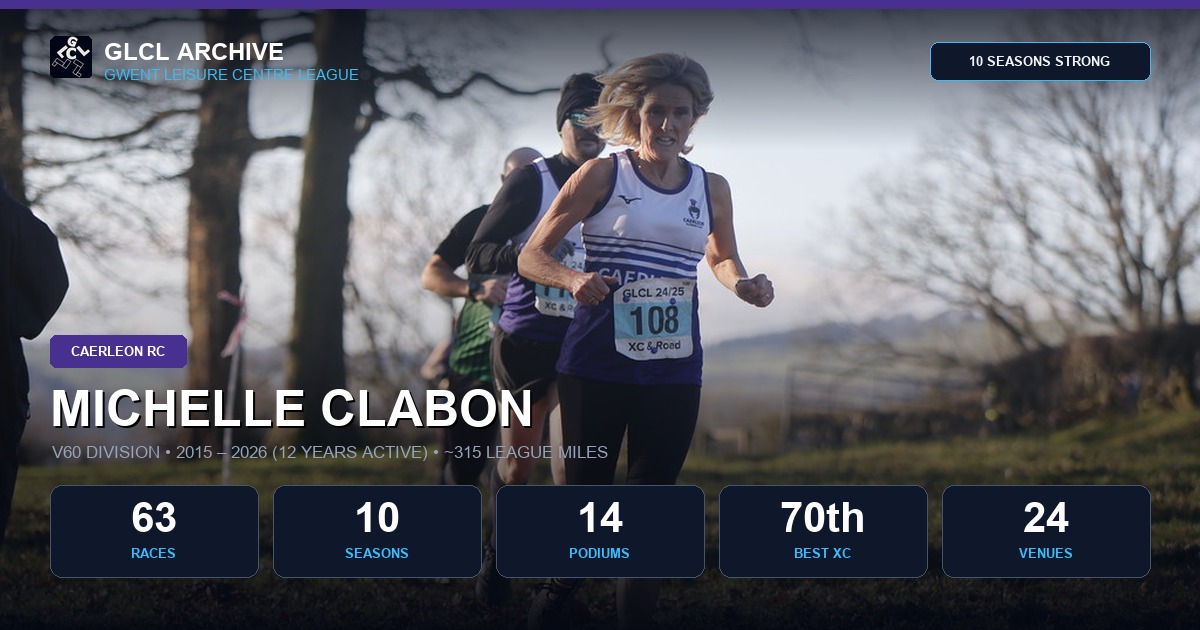 GLCL ARCHIVE
GWENT LEISURE CENTRE LEAGUE
10 SEASONS STRONG
CAERLEON
GLCL 24/25
108
XC & Road
CAERLEON RC
MICHELLE CLABON
V60 DIVISION • 2015 – 2026 (12 YEARS ACTIVE) • ~315 LEAGUE MILES
63
RACES
10
SEASONS
14
PODIUMS
70th
BEST XC
24
VENUES